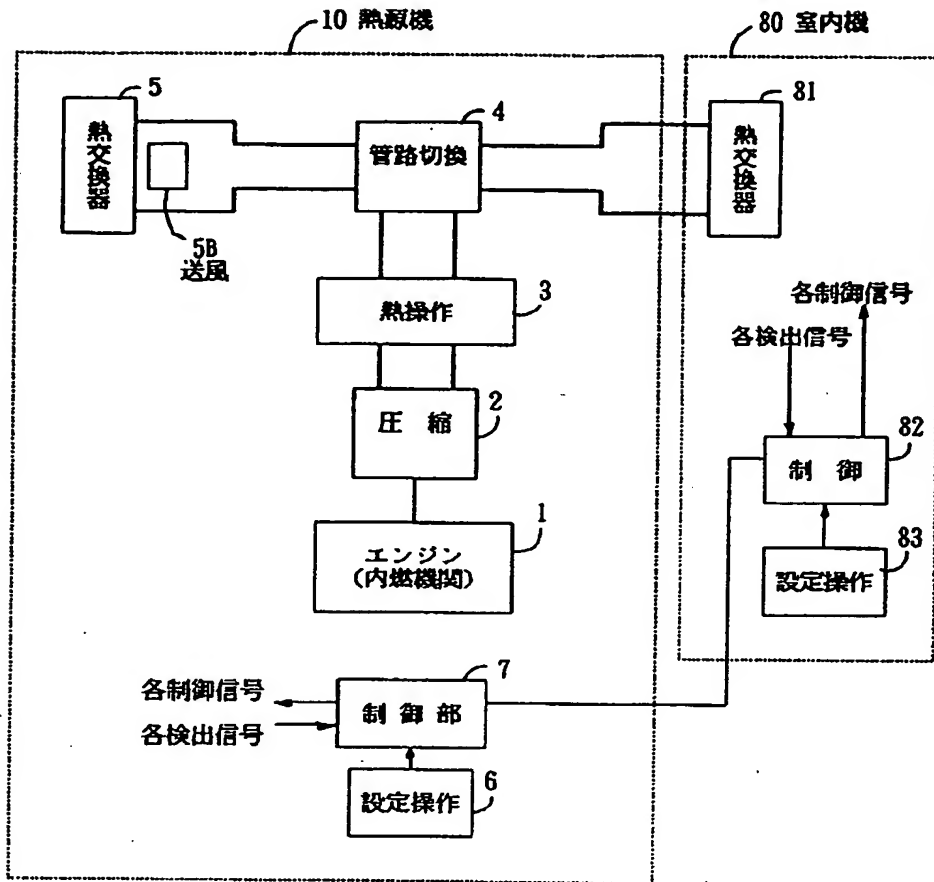 10 熱源機
80 室内機
5
熱交換器
5B
送風
4
管路切換
81
熱交換器
3
熱操作
2
圧縮
1
エンジン
(内燃機関)
各制御信号
各検出信号
82
制御
83
設定操作
7
各制御信号
各検出信号
制御部
6
設定操作